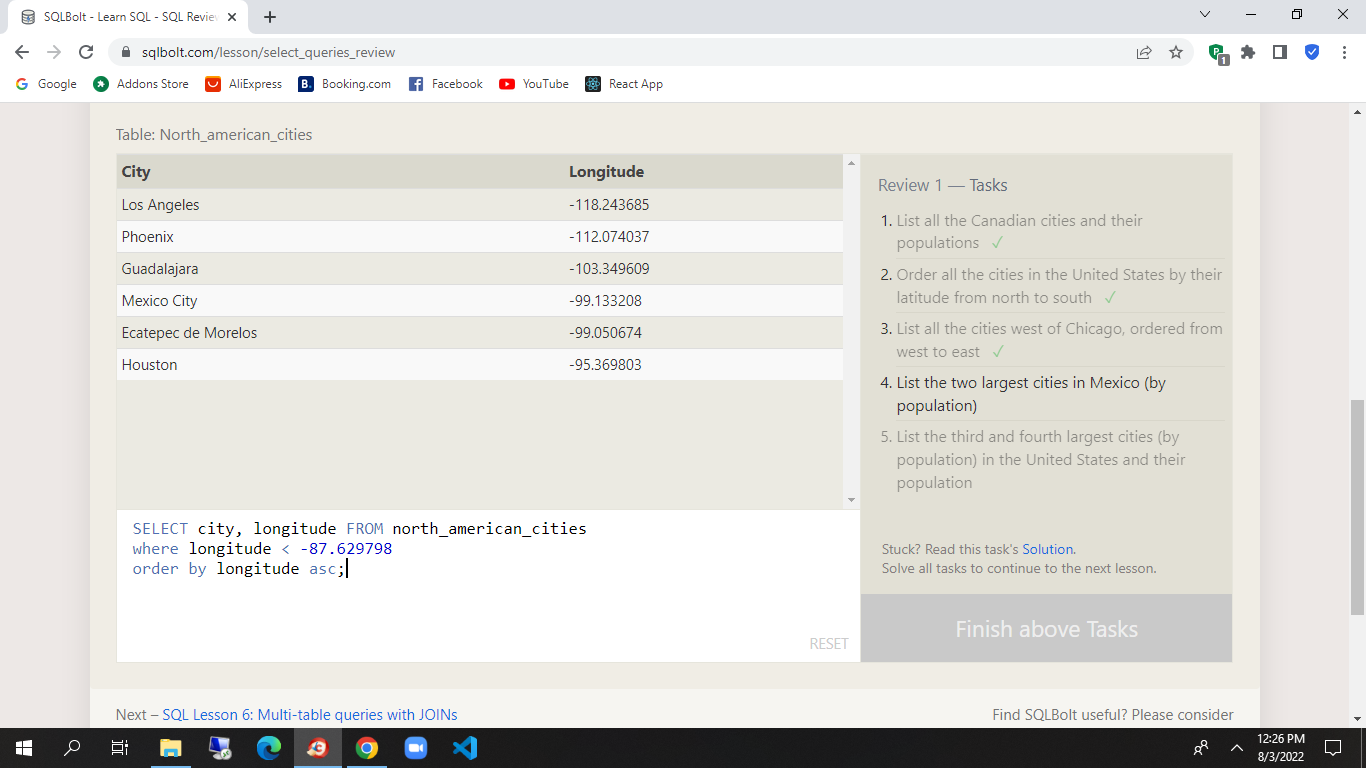 SQLBolt - Learn SQL - SQL Review
sqlbolt.com/lesson/select_queries_review
1
Google Addons Store AliExpress B. Booking.com Facebook YouTube React App
Table: North_american_cities
City Longitude
Los Angeles -118.243685
Phoenix -112.074037
Guadalajara -103.349609
Mexico City -99.133208
Ecatepec de Morelos -99.050674
Houston -95.369803
SELECT city, longitude FROM north_american_cities
where longitude < -87.629798
order by longitude asc;
RESET
Review 1 — Tasks
1. List all the Canadian cities and their
populations ✓
2. Order all the cities in the United States by their
latitude from north to south ✓
3. List all the cities west of Chicago, ordered from
west to east ✓
4. List the two largest cities in Mexico (by
population)
5. List the third and fourth largest cities (by
population) in the United States and their
population
Stuck? Read this task's Solution.
Solve all tasks to continue to the next lesson.
Finish above Tasks
Next – SQL Lesson 6: Multi-table queries with JOINs
Find SQLBolt useful? Please consider
12:26 PM
8/3/2022